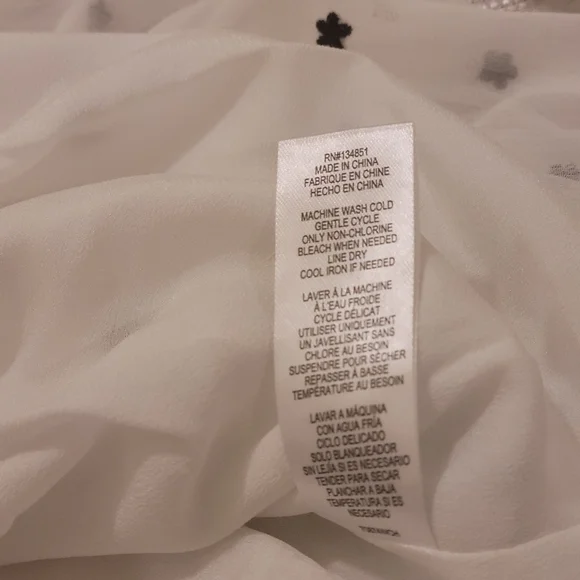 RN#134851
MADE IN CHINA
FABRIQUE EN CHINE
HECHO EN CHINA
MACHINE WASH COLD
GENTLE CYCLE
ONLY NON-CHLORINE
BLEACH WHEN NEEDED
LINE DRY
COOL IRON IF NEEDED
LAVER À LA MACHINE
À L'EAU FROIDE
CYCLE DÉLICAT
UTILISER UNIQUEMENT
UN JAVELLISANT SANS
CHLORE AU BESOIN
SUSPENDRE POUR SÉCHER
REPASSER À BASSE
TEMPÉRATURE AU BESOIN
LAVAR A MÁQUINA
CON AGUA FRÍA
CICLO DELICADO
SOLO BLANQUEADOR
SIN LEJÍA SI ES NECESARIO
TENDER PARA SECAR
PLANCHAR A BAJA
TEMPERATURA SI ES
NECESARIO